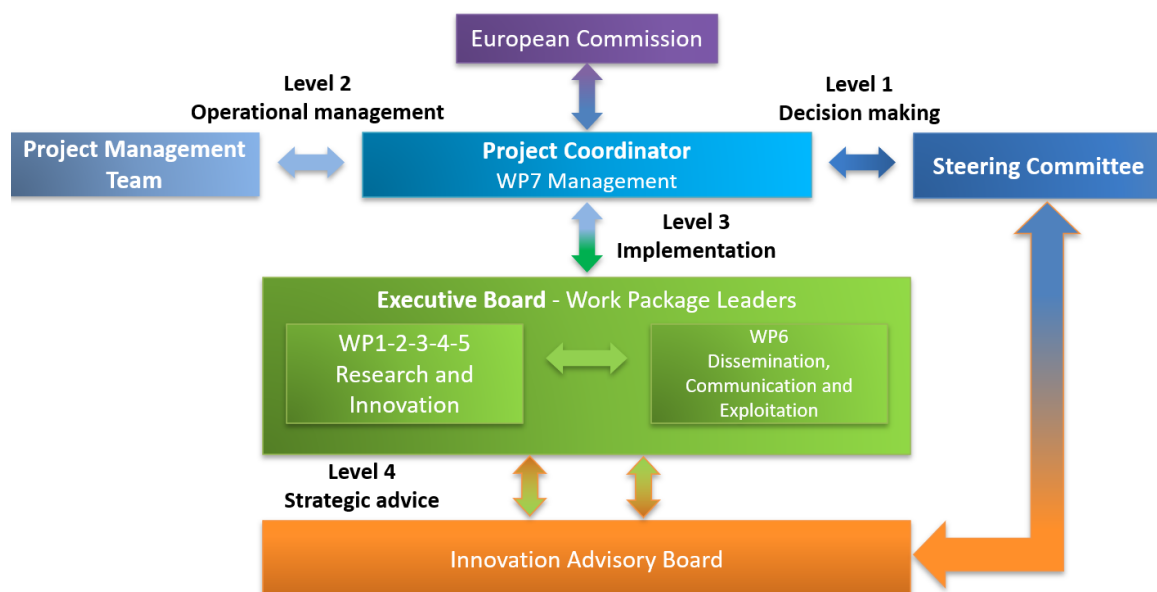 European Commission
Level 2
Operational management
Level 1
Decision making
Project Management
Team
Project Coordinator
WP7 Management
Steering Committee
Level 3
Implementation
Executive Board - Work Package Leaders
WP1-2-3-4-5
Research and
Innovation
WP6
Dissemination,
Communication and
Exploitation
Level 4
Strategic advice
Innovation Advisory Board